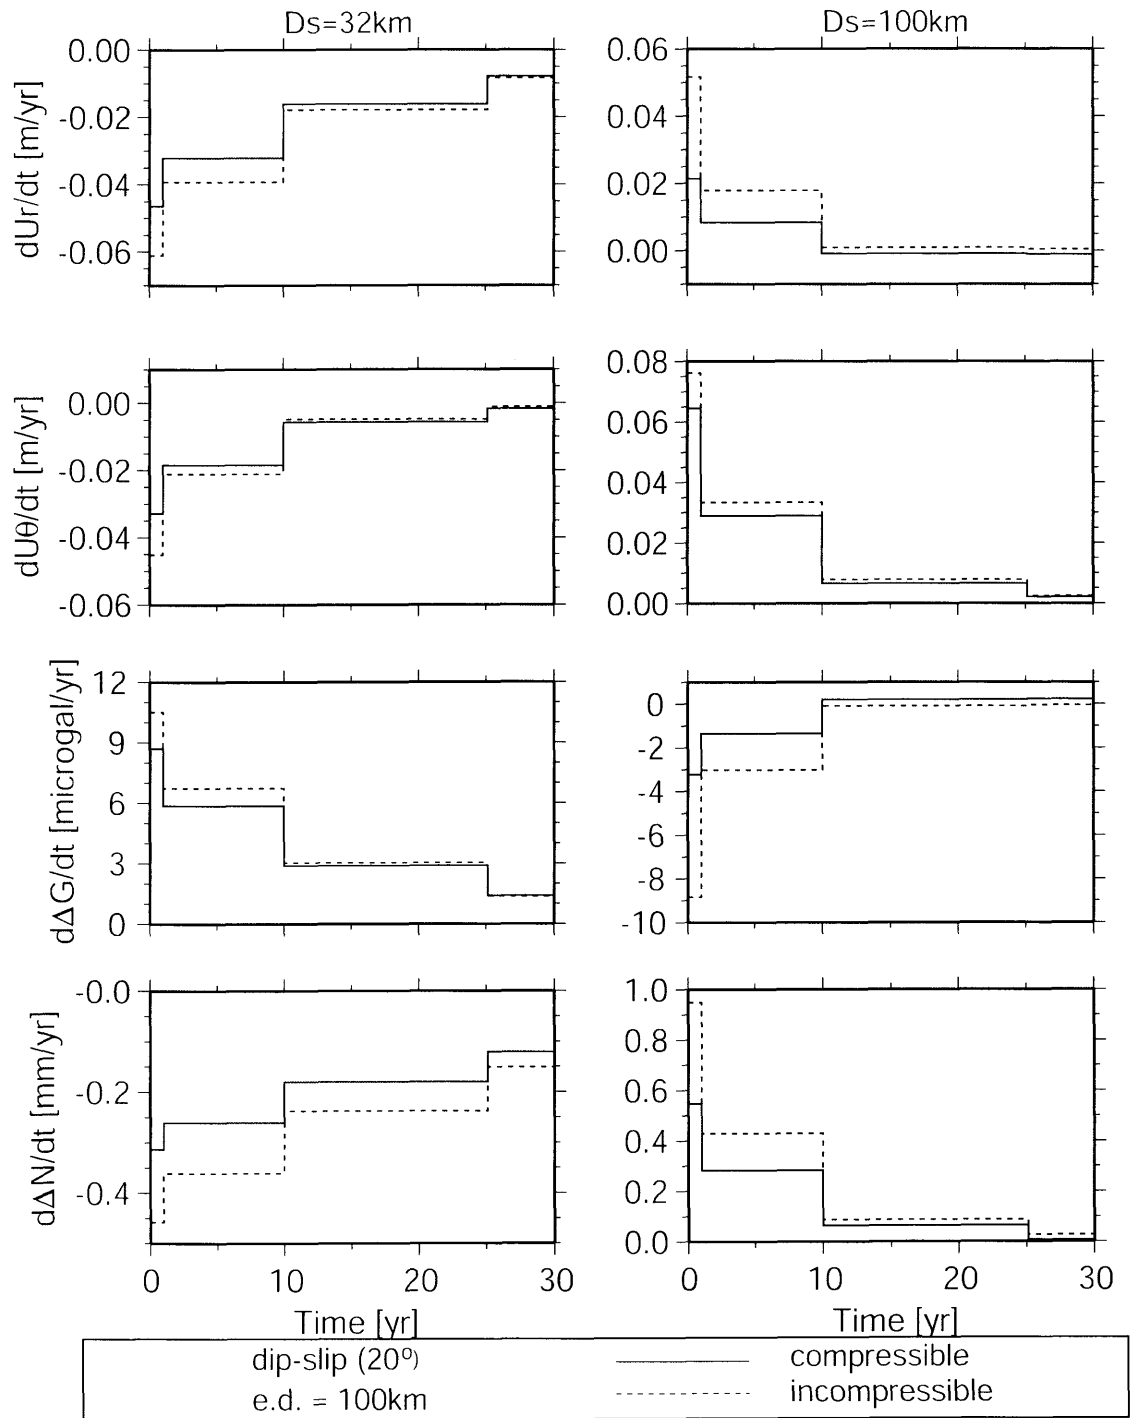 Ds=32km
Ds=100km
dUr/dt [m/yr]
0.00
-0.02
-0.04
-0.06
0.06
0.04
0.02
0.00
dUθ/dt [m/yr]
0.00
-0.02
-0.04
-0.06
0.08
0.06
0.04
0.02
0.00
dΔG/dt [microgal/yr]
12
9
6
3
0
0
-2
-4
-6
-8
-10
dΔN/dt [mm/yr]
-0.0
-0.2
-0.4
1.0
0.8
0.6
0.4
0.2
0.0
0 10 20 30
0 10 20 30
Time [yr]
Time [yr]
dip-slip (20º)
compressible
e.d. = 100km
incompressible